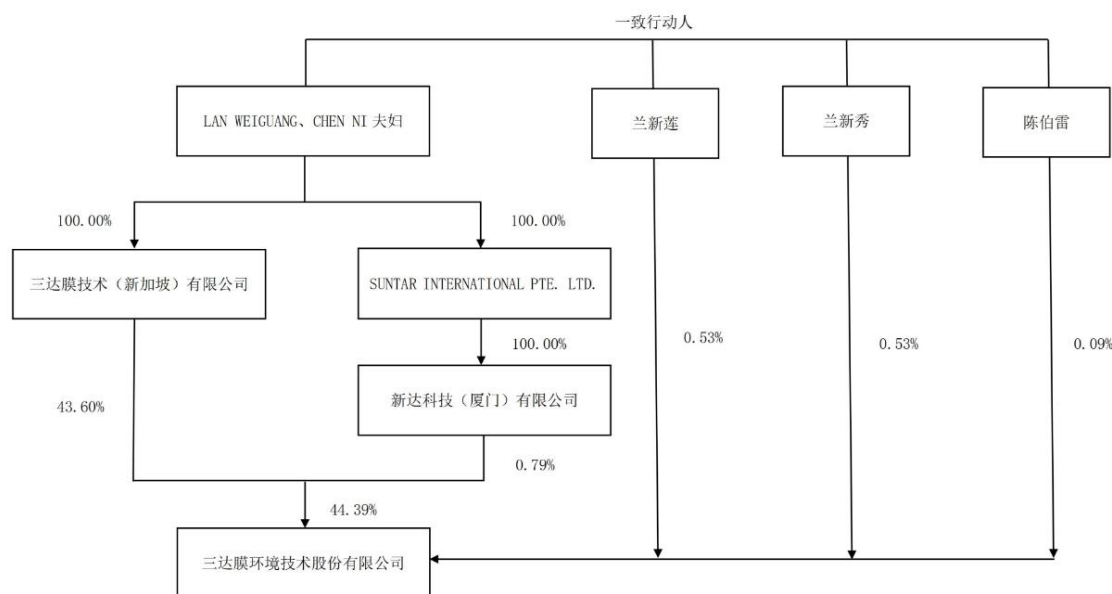 一致行动人
LAN WEIGUANG、CHEN NI 夫妇
兰新莲
兰新秀
陈伯雷
100.00%
100.00%
三达膜技术（新加坡）有限公司
SUNTAR INTERNATIONAL PTE. LTD.
0.53%
0.53%
0.09%
100.00%
43.60%
新达科技（厦门）有限公司
0.79%
44.39%
三达膜环境技术股份有限公司